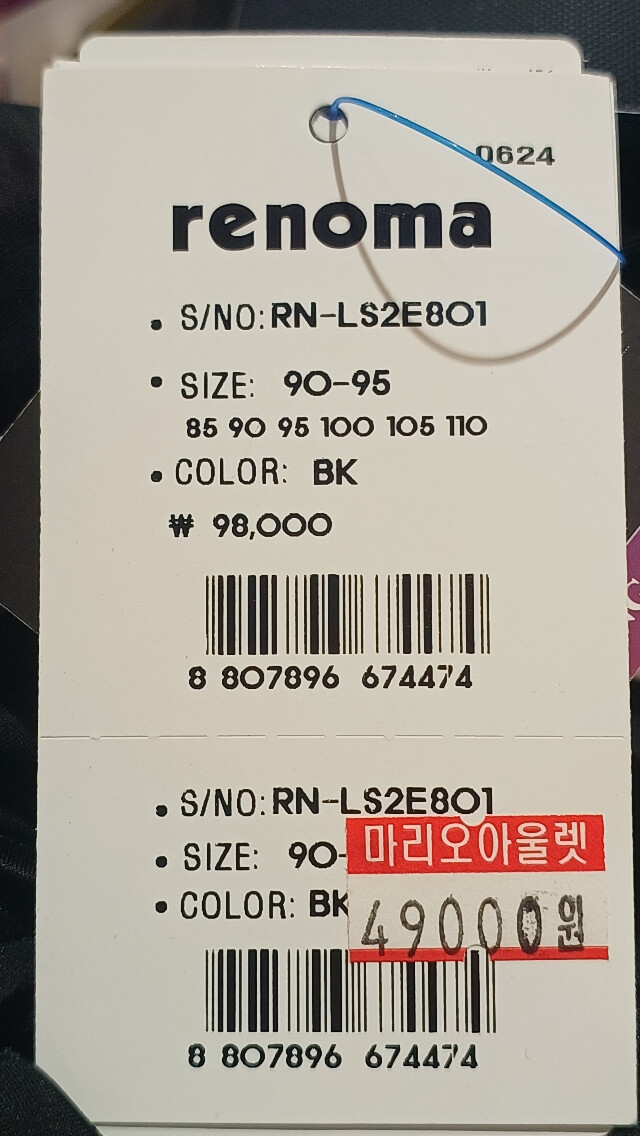 0624
renoma
• S/NO: RN-LS2E801
• SIZE: 90-95
85 90 95 100 105 110
• COLOR: BK
₩ 98,000
8 807896 674474
• S/NO: RN-LS2E801
• SIZE: 90-
• COLOR: BK
마리오아울렛
49000원
8 807896 674474